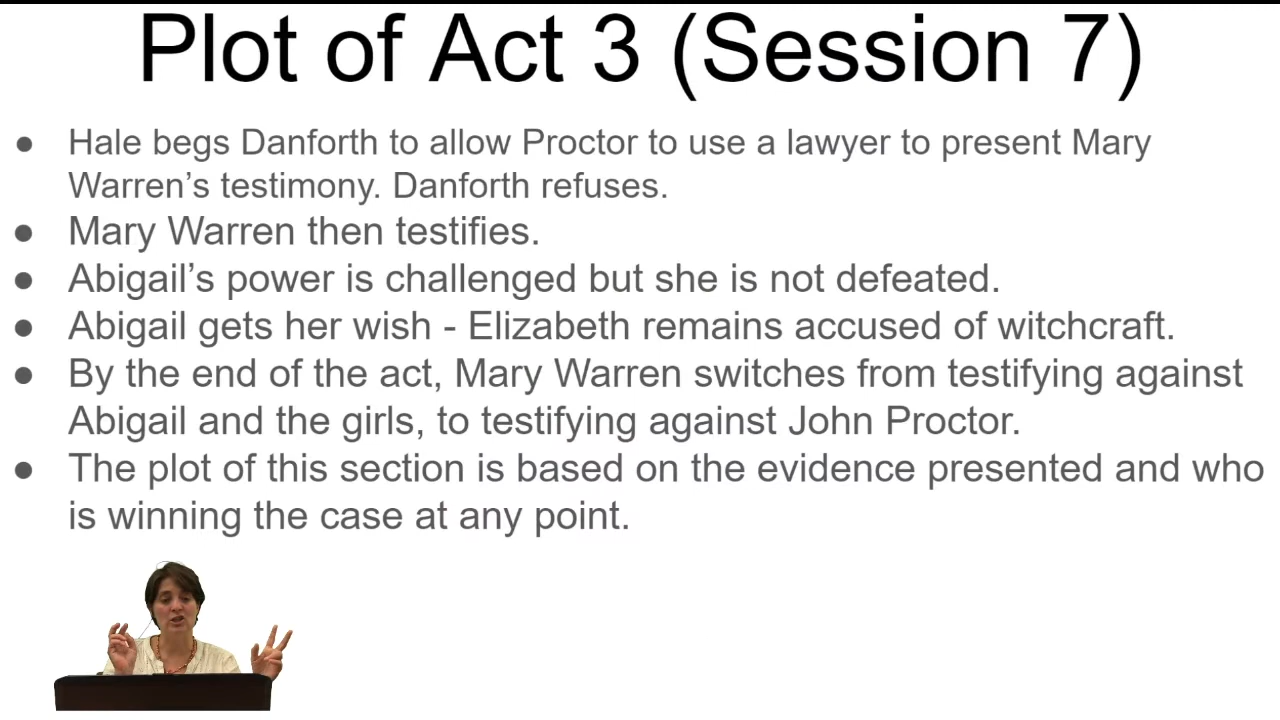 Plot of Act 3 (Session 7)
● Hale begs Danforth to allow Proctor to use a lawyer to present Mary
Warren’s testimony. Danforth refuses.
● Mary Warren then testifies.
● Abigail’s power is challenged but she is not defeated.
● Abigail gets her wish - Elizabeth remains accused of witchcraft.
● By the end of the act, Mary Warren switches from testifying against
Abigail and the girls, to testifying against John Proctor.
● The plot of this section is based on the evidence presented and who
is winning the case at any point.